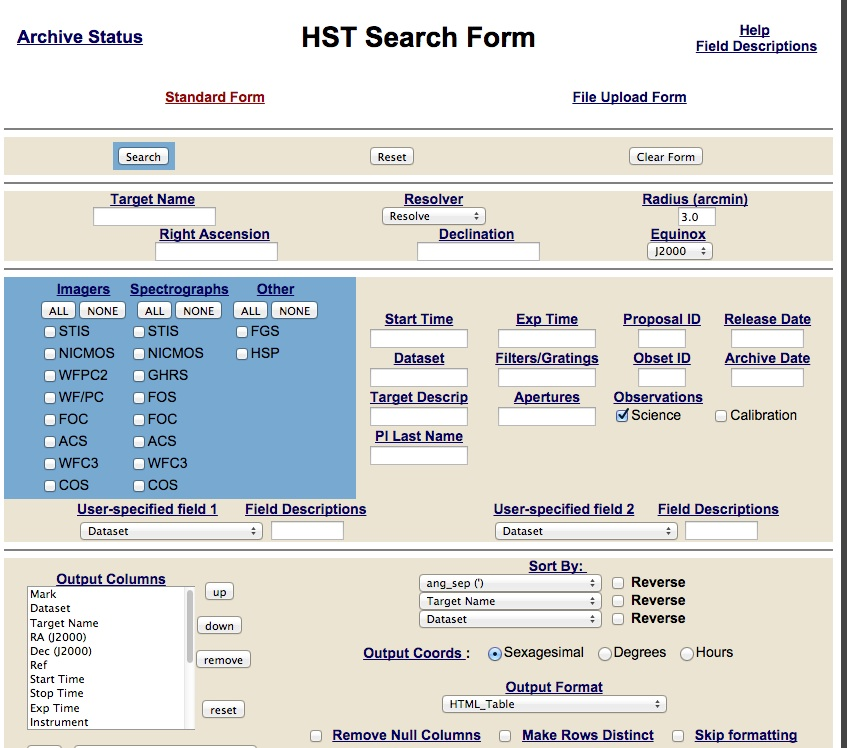 Archive Status
HST Search Form
Help
Field Descriptions
Standard Form
File Upload Form
Search
Reset
Clear Form
Target Name
Resolver
Radius (arcmin)
Resolve
3.0
Right Ascension
Declination
Equinox
J2000
Imagers Spectrographs Other
ALL NONE ALL NONE ALL NONE
STIS STIS FGS
NICMOS NICMOS HSP
WFPC2 GHRS
WF/PC FOS
FOC FOC
ACS ACS
WFC3 WFC3
COS COS
Start Time Exp Time Proposal ID Release Date
Dataset Filters/Gratings Obset ID Archive Date
Target Descrip Apertures Observations
Science Calibration
PI Last Name
User-specified field 1 Field Descriptions
Dataset
User-specified field 2 Field Descriptions
Dataset
Output Columns
Mark
Dataset
Target Name
RA (J2000)
Dec (J2000)
Ref
Start Time
Stop Time
Exp Time
Instrument
up
down
remove
reset
Sort By:
ang_sep (') Reverse
Target Name Reverse
Dataset Reverse
Output Coords : Sexagesimal Degrees Hours
Output Format
HTML_Table
Remove Null Columns Make Rows Distinct Skip formatting